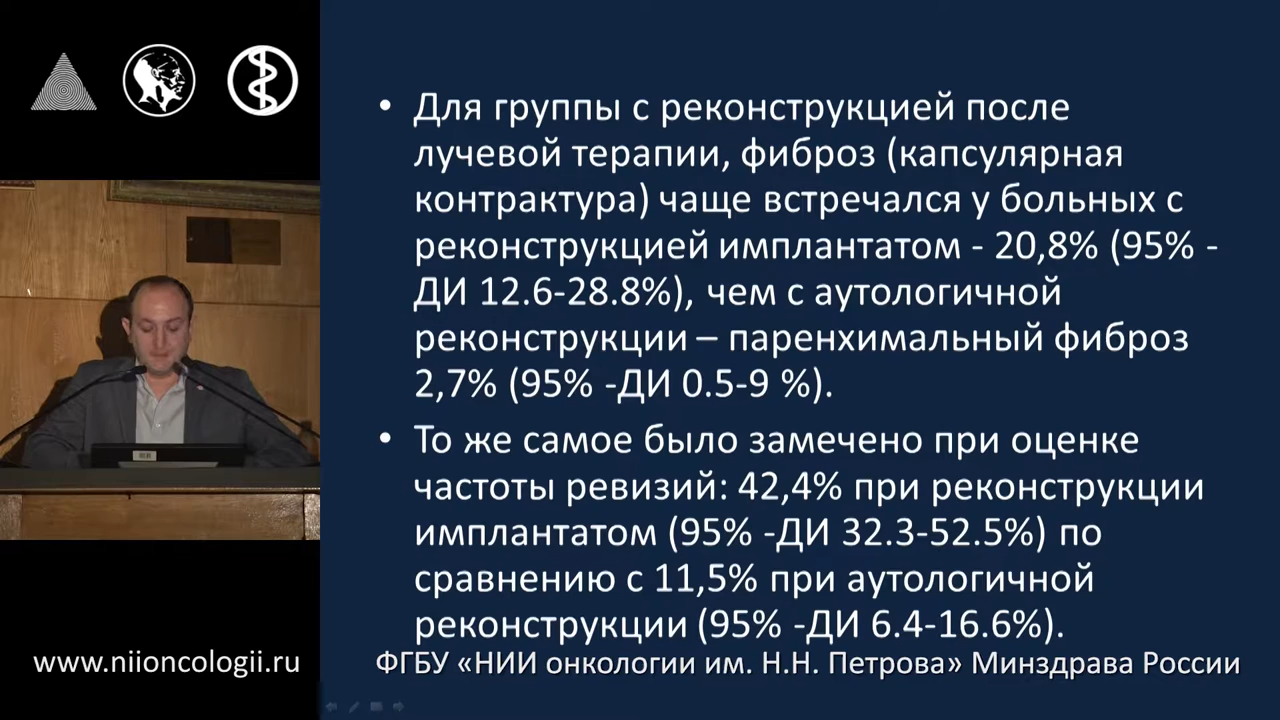 • Для группы с реконструкцией после
лучевой терапии, фиброз (капсулярная
контрактура) чаще встречался у больных с
реконструкцией имплантатом - 20,8% (95% -
ДИ 12.6-28.8%), чем с аутологичной
реконструкции – паренхимальный фиброз
2,7% (95% -ДИ 0.5-9 %).
• То же самое было замечено при оценке
частоты ревизий: 42,4% при реконструкции
имплантатом (95% -ДИ 32.3-52.5%) по
сравнению с 11,5% при аутологичной
реконструкции (95% -ДИ 6.4-16.6%).
www.niioncologii.ru
ФГБУ «НИИ онкологии им. Н.Н. Петрова» Минздрава России